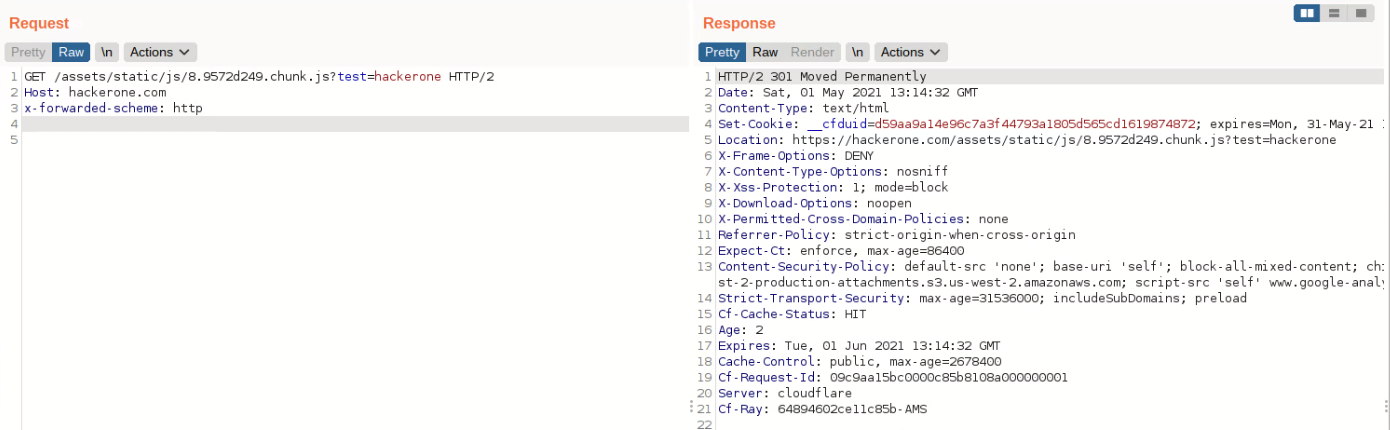 Request
Pretty Raw \n Actions
1 GET /assets/static/js/8.9572d249.chunk.js?test=hackerone HTTP/2
2 Host: hackerone.com
3 x-forwarded-scheme: http
4
5
Response
Pretty Raw Render \n Actions
1 HTTP/2 301 Moved Permanently
2 Date: Sat, 01 May 2021 13:14:32 GMT
3 Content-Type: text/html
4 Set-Cookie: __cfduid=d59aa9a14e96c7a3f44793a1805d565cd1619874872; expires=Mon, 31-May-21
5 Location: https://hackerone.com/assets/static/js/8.9572d249.chunk.js?test=hackerone
6 X-Frame-Options: DENY
7 X-Content-Type-Options: nosniff
8 X-Xss-Protection: 1; mode=block
9 X-Download-Options: noopen
10 X-Permitted-Cross-Domain-Policies: none
11 Referrer-Policy: strict-origin-when-cross-origin
12 Expect-Ct: enforce, max-age=86400
13 Content-Security-Policy: default-src 'none'; base-uri 'self'; block-all-mixed-content; chi
st-2-production-attachments.s3.us-west-2.amazonaws.com; script-src 'self' www.google-analy
14 Strict-Transport-Security: max-age=31536000; includeSubDomains; preload
15 Cf-Cache-Status: HIT
16 Age: 2
17 Expires: Tue, 01 Jun 2021 13:14:32 GMT
18 Cache-Control: public, max-age=2678400
19 Cf-Request-Id: 09c9aa15bc0000c85b8108a000000001
20 Server: cloudflare
21 Cf-Ray: 64894602ce11c85b-AMS
22